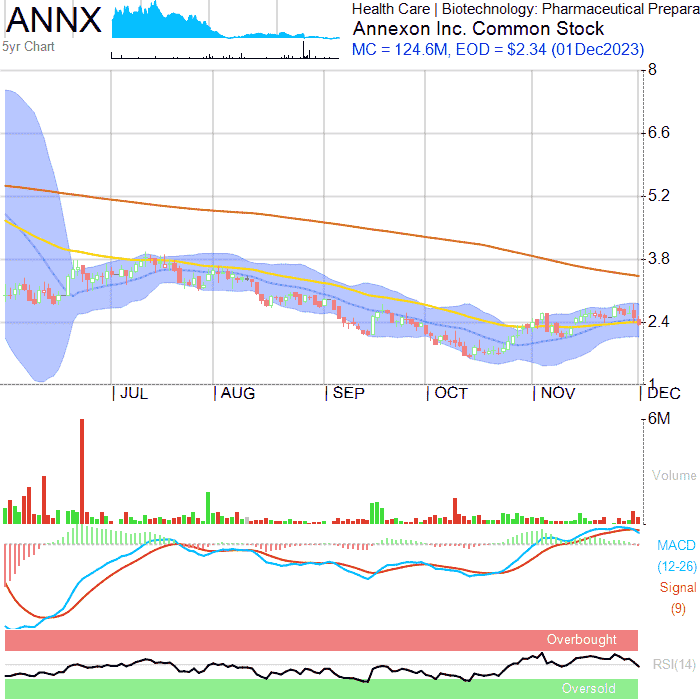 ANNX
5yr Chart
Health Care | Biotechnology: Pharmaceutical Prepara
Annexon Inc. Common Stock
MC = 124.6M, EOD = $2.34 (01Dec2023)
8
6.6
5.2
3.8
2.4
1
JUL
AUG
SEP
OCT
NOV
DEC
6M
Volume
MACD
(12-26)
Signal
(9)
Overbought
RSI(14)
Oversold